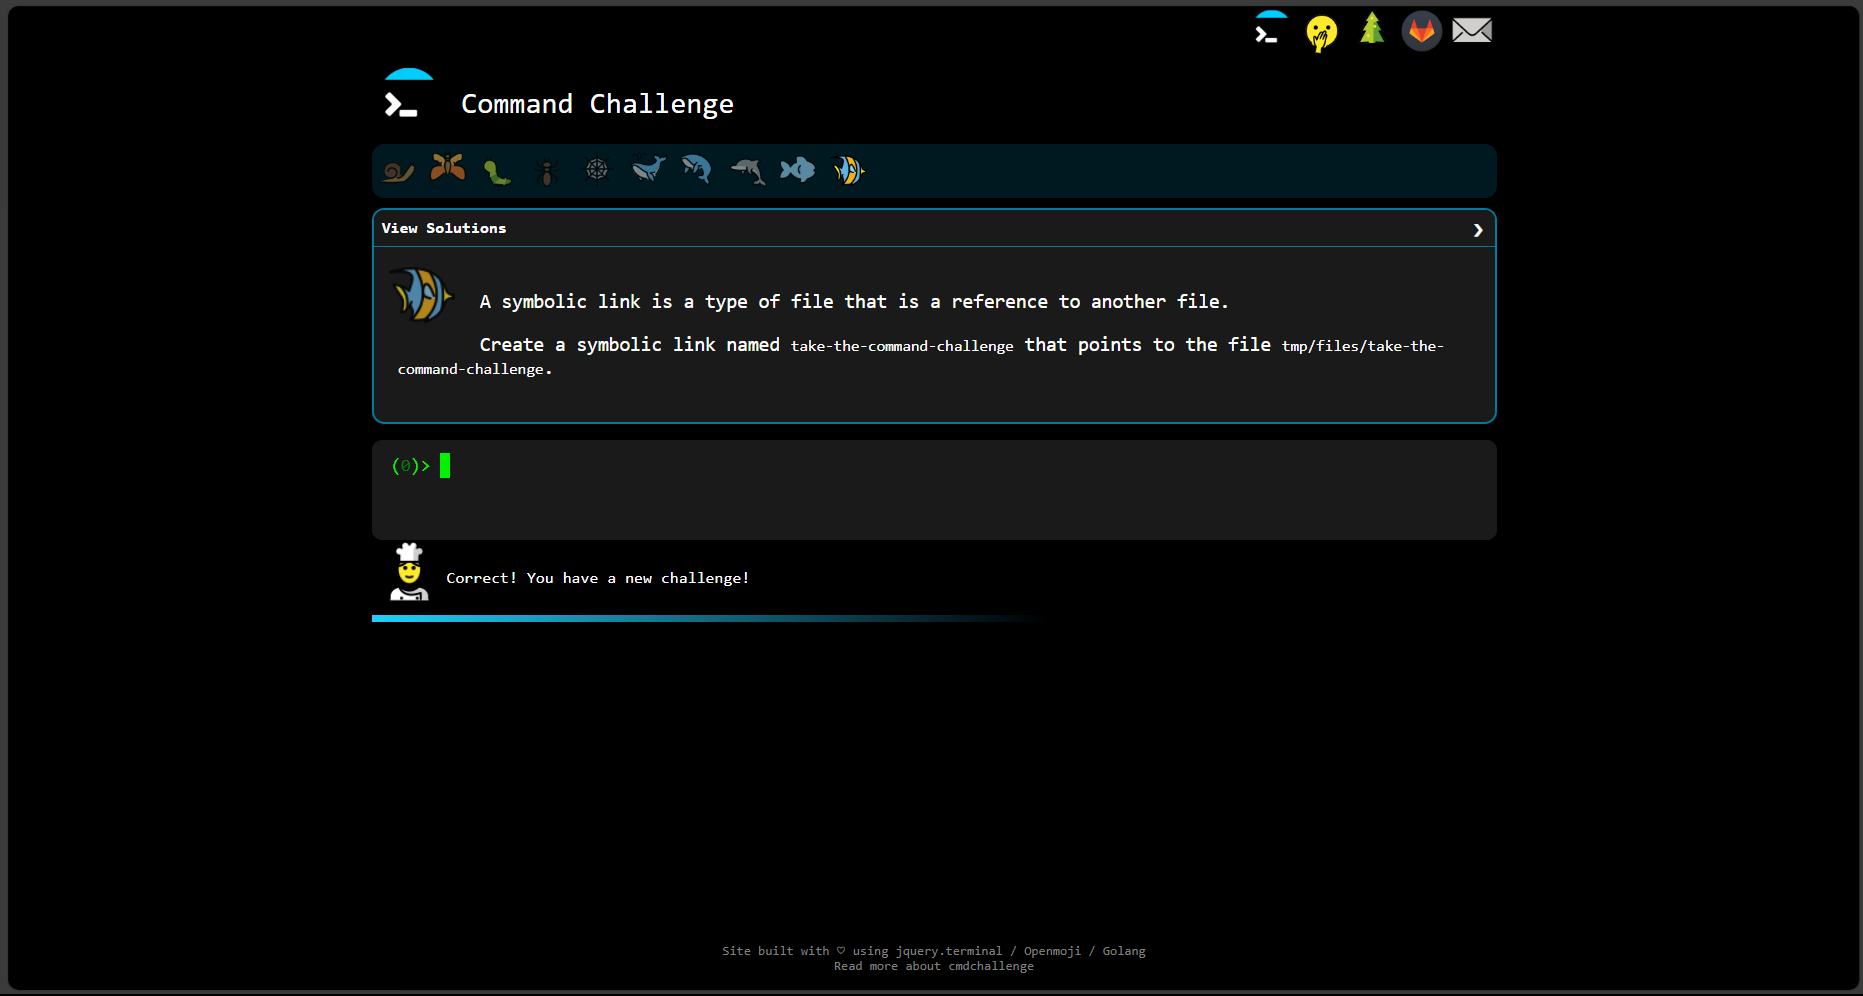 Command Challenge
View Solutions ❯
A symbolic link is a type of file that is a reference to another file.
Create a symbolic link named take-the-command-challenge that points to the file tmp/files/take-the-
command-challenge.
(0)>
Correct! You have a new challenge!
Site built with ♡ using jquery.terminal / Openmoji / Golang
Read more about cmdchallenge